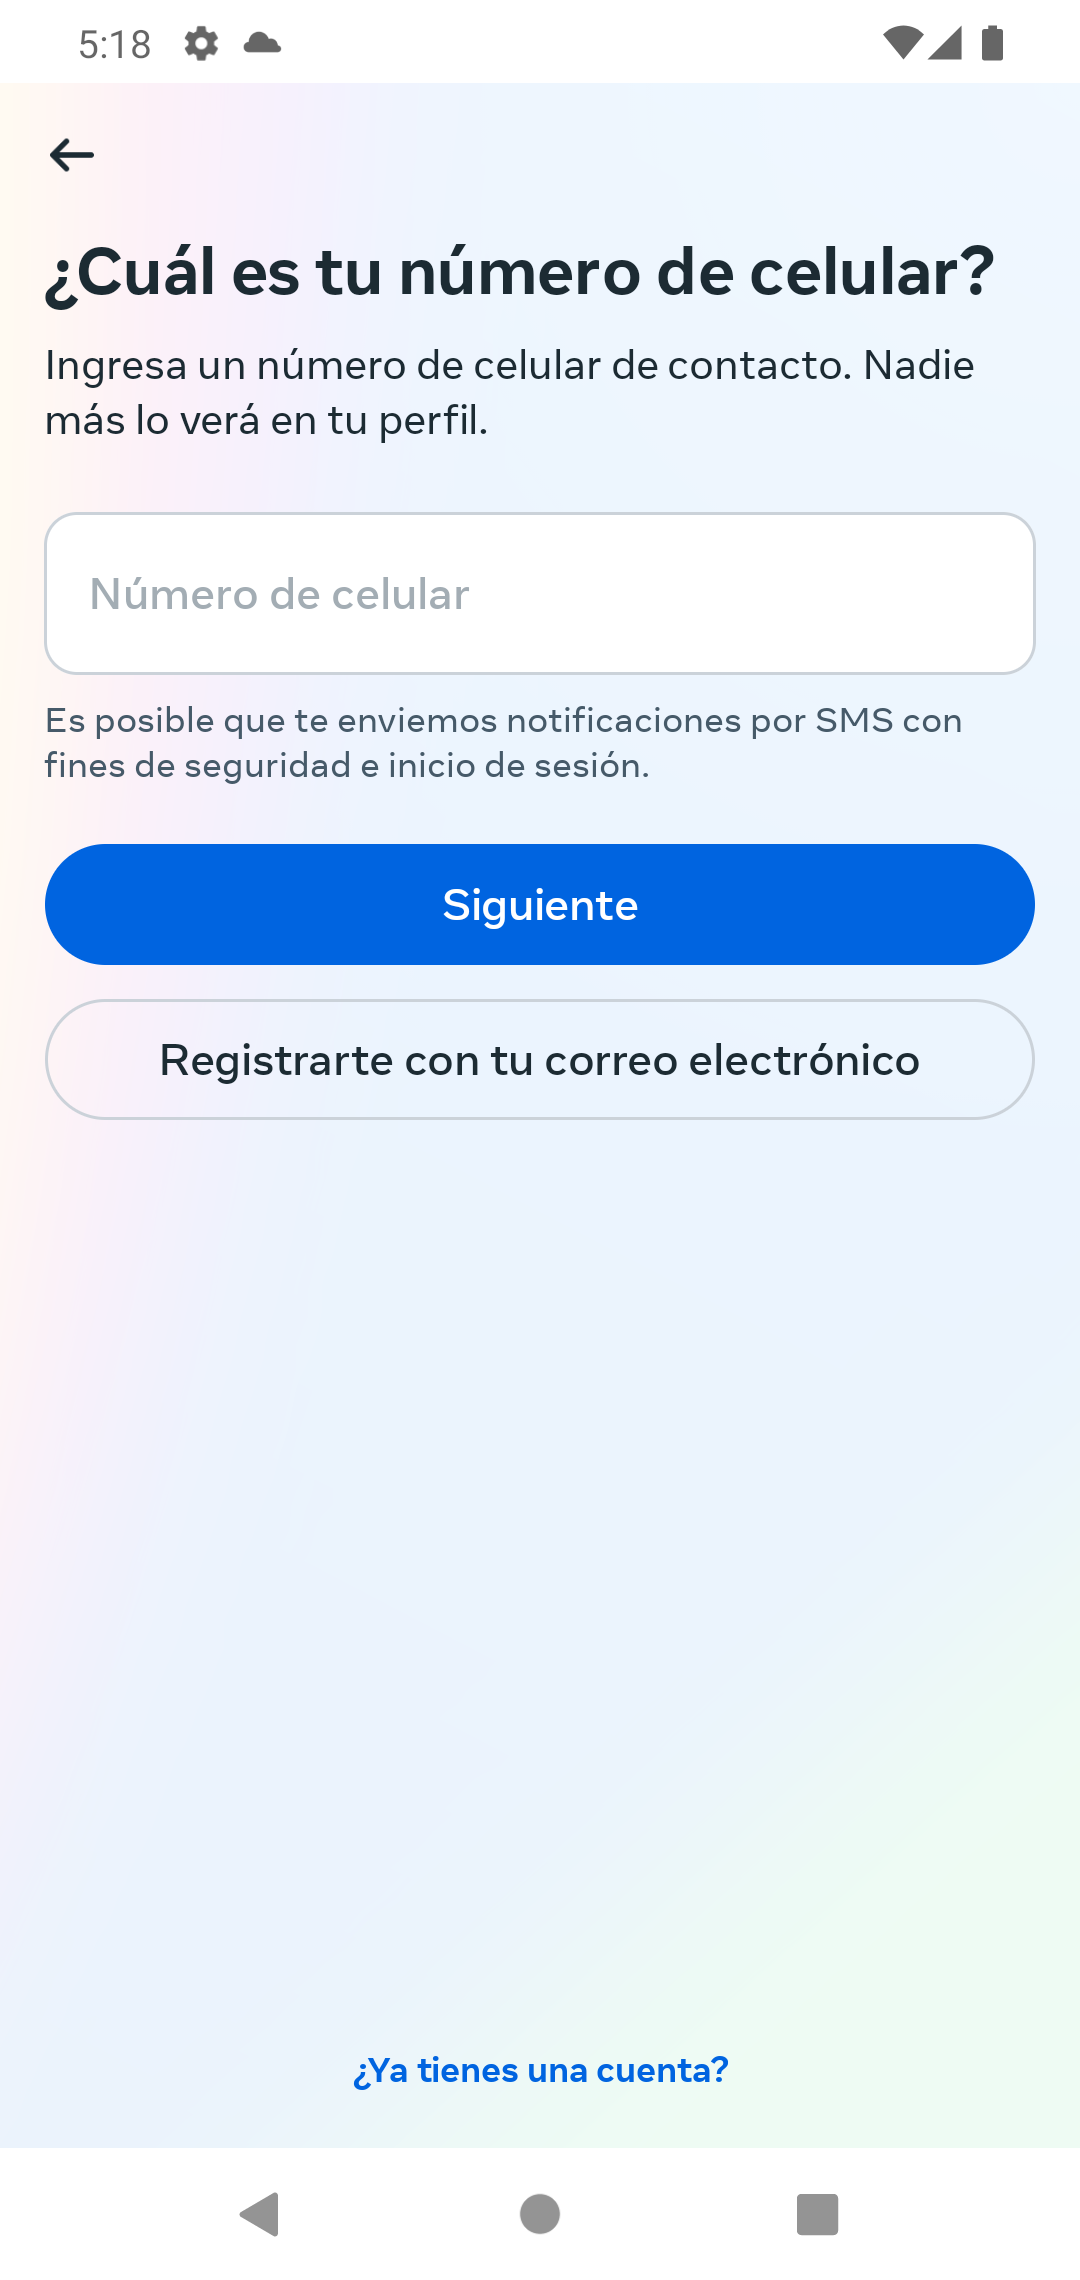 5:18
¿Cuál es tu número de celular?
Ingresa un número de celular de contacto. Nadie
más lo verá en tu perfil.
Número de celular
Es posible que te enviemos notificaciones por SMS con
fines de seguridad e inicio de sesión.
Siguiente
Registrarte con tu correo electrónico
¿Ya tienes una cuenta?